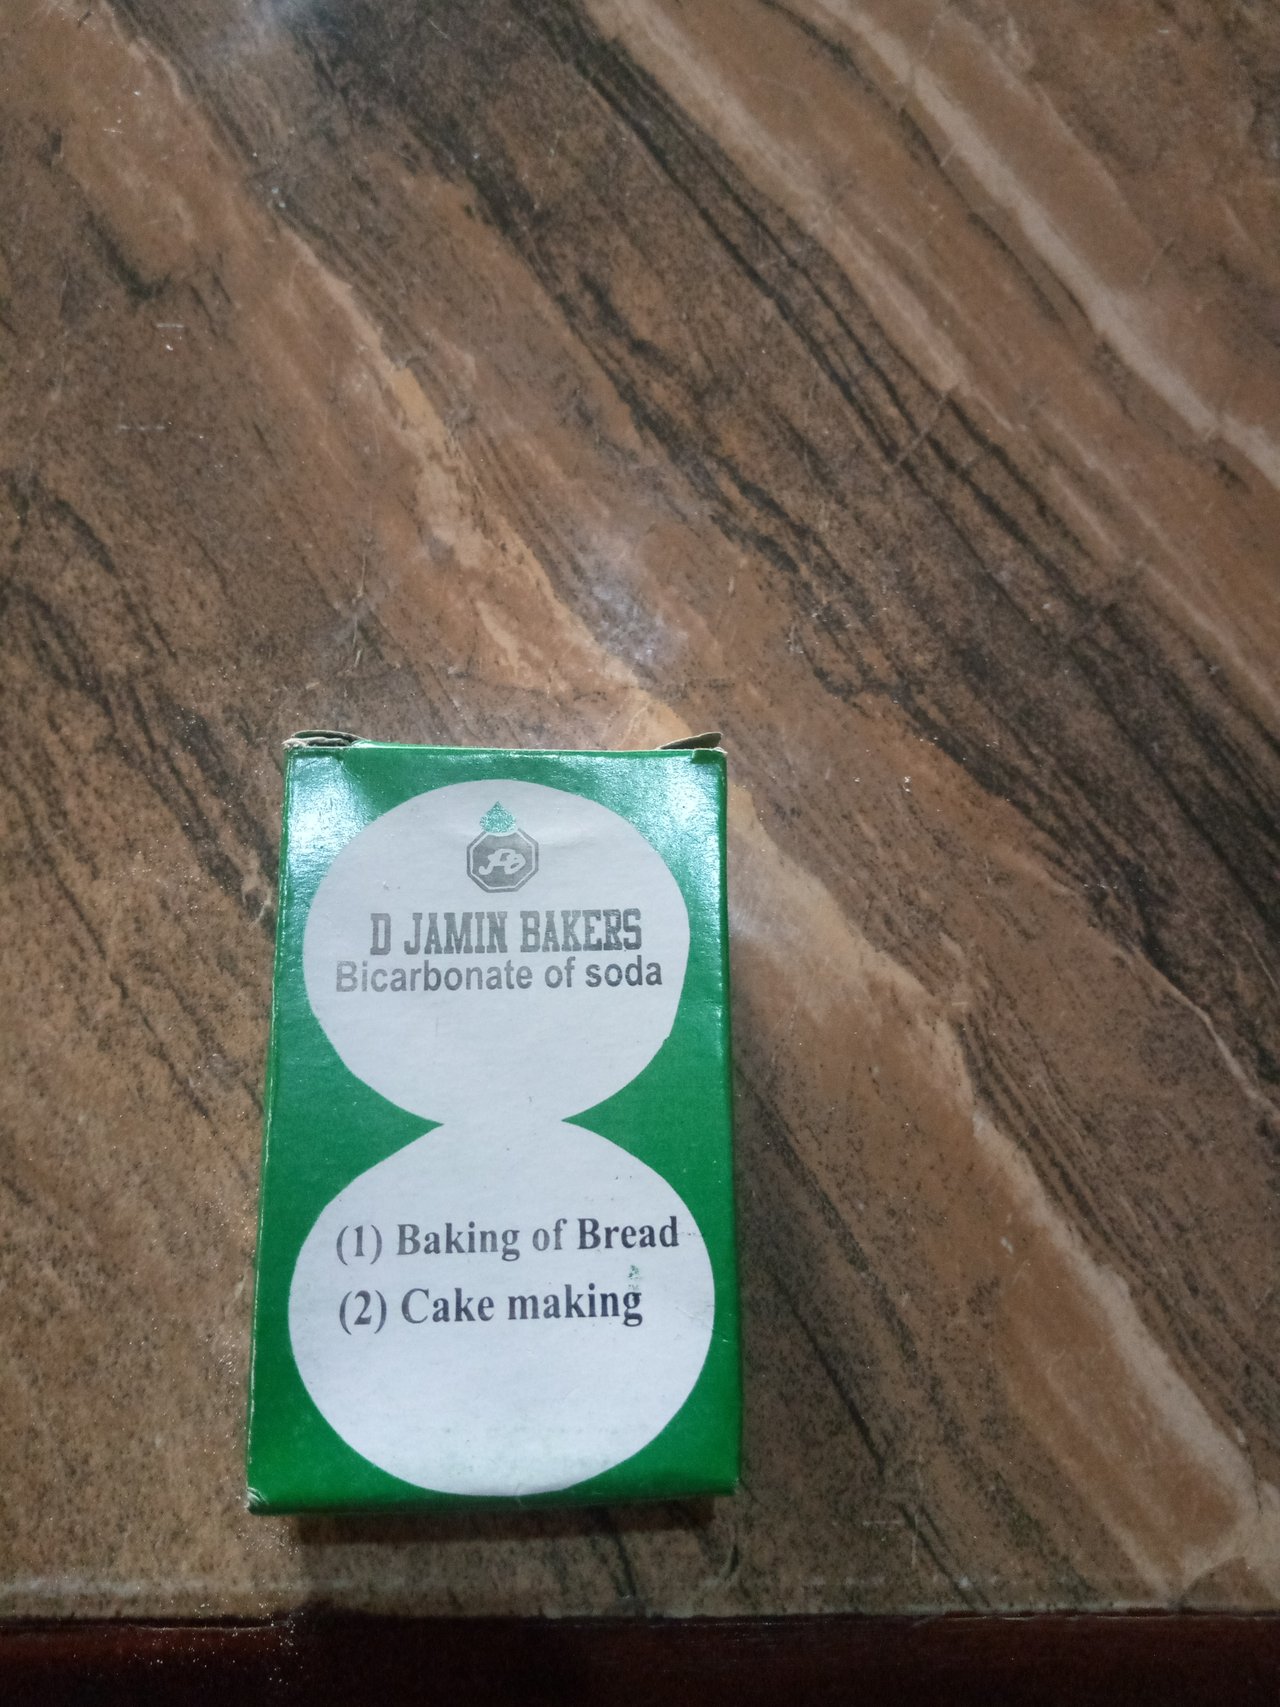 D JAMIN BAKERS
Bicarbonate of soda
(1) Baking of Bread
(2) Cake making